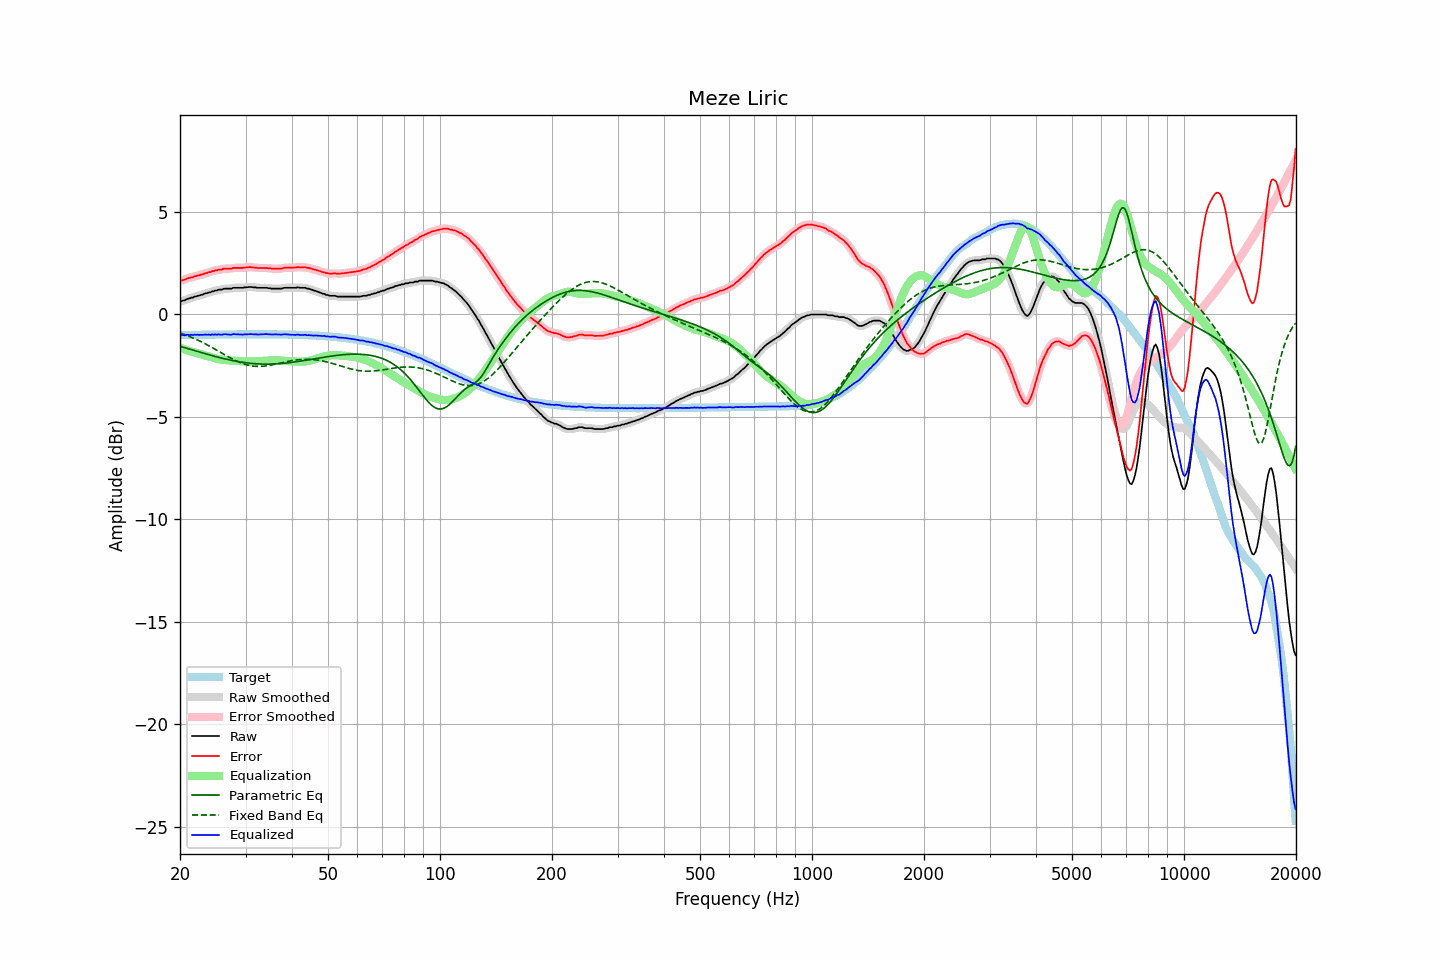 Meze Liric
Amplitude (dBr)
5
0
−5
−10
−15
−20
−25
Target
Raw Smoothed
Error Smoothed
Raw
Error
Equalization
Parametric Eq
Fixed Band Eq
Equalized
20 50 100 200 500 1000 2000 5000 10000 20000
Frequency (Hz)